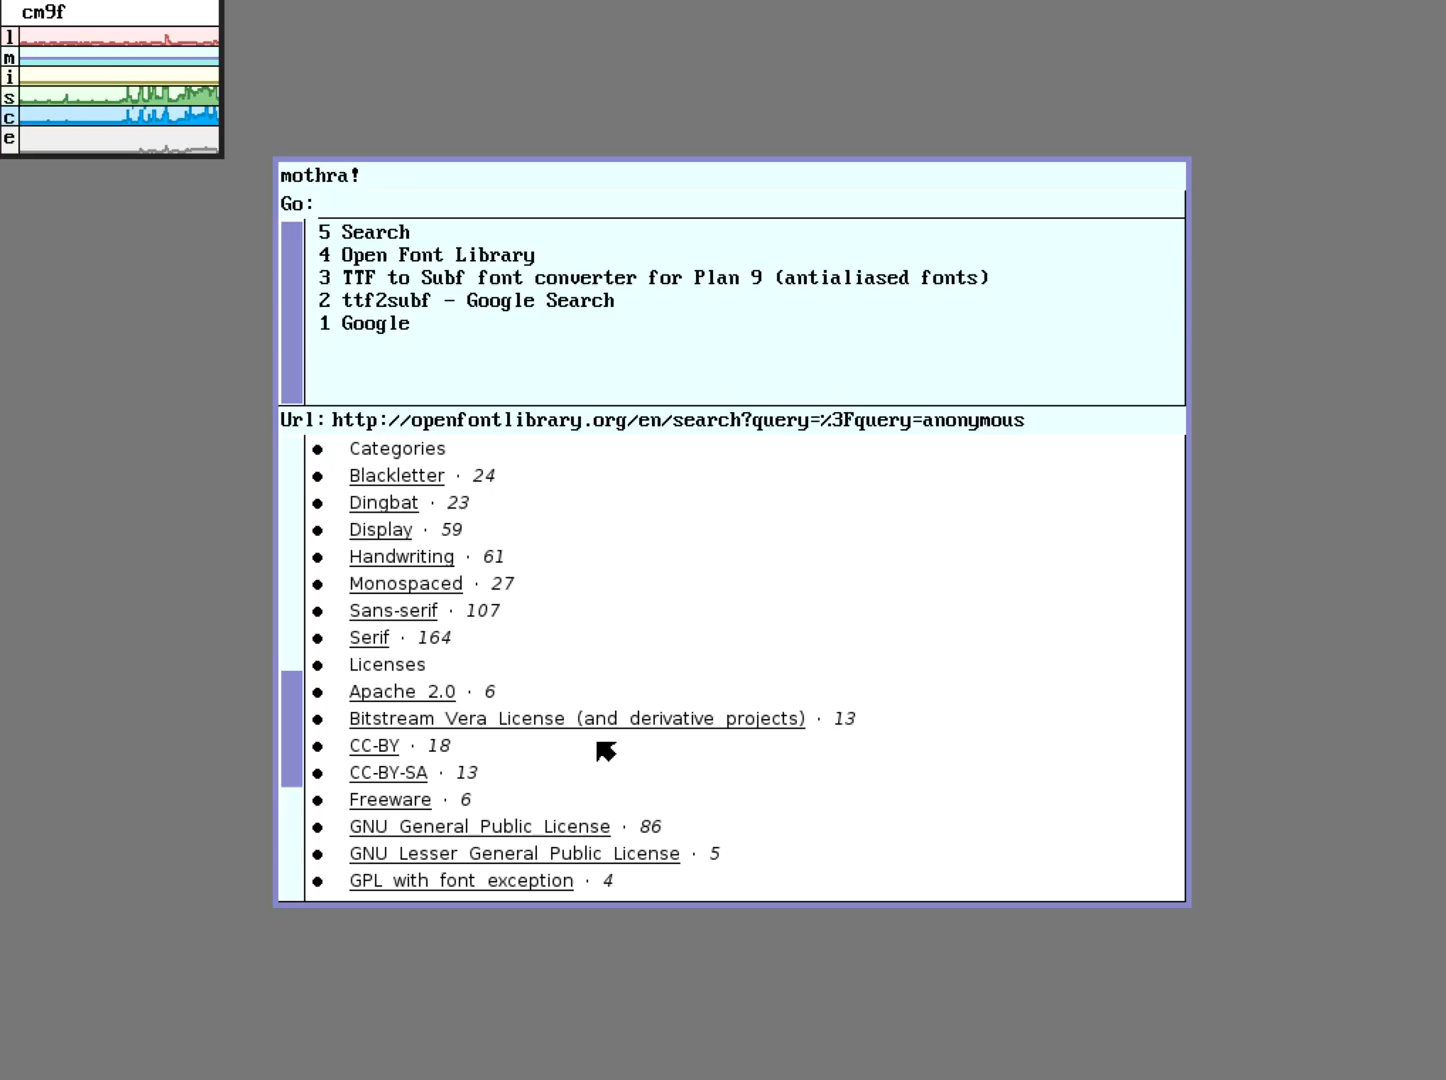 cm9f
l
m
i
s
c
e
mothra!
Go:
5 Search
4 Open Font Library
3 TTF to Subf font converter for Plan 9 (antialiased fonts)
2 ttf2subf - Google Search
1 Google
Url: http://openfontlibrary.org/en/search?query=%3Fquery=anonymous
● Categories
● Blackletter · 24
● Dingbat · 23
● Display · 59
● Handwriting · 61
● Monospaced · 27
● Sans-serif · 107
● Serif · 164
● Licenses
● Apache 2.0 · 6
● Bitstream Vera License (and derivative projects) · 13
● CC-BY · 18
● CC-BY-SA · 13
● Freeware · 6
● GNU General Public License · 86
● GNU Lesser General Public License · 5
● GPL with font exception · 4